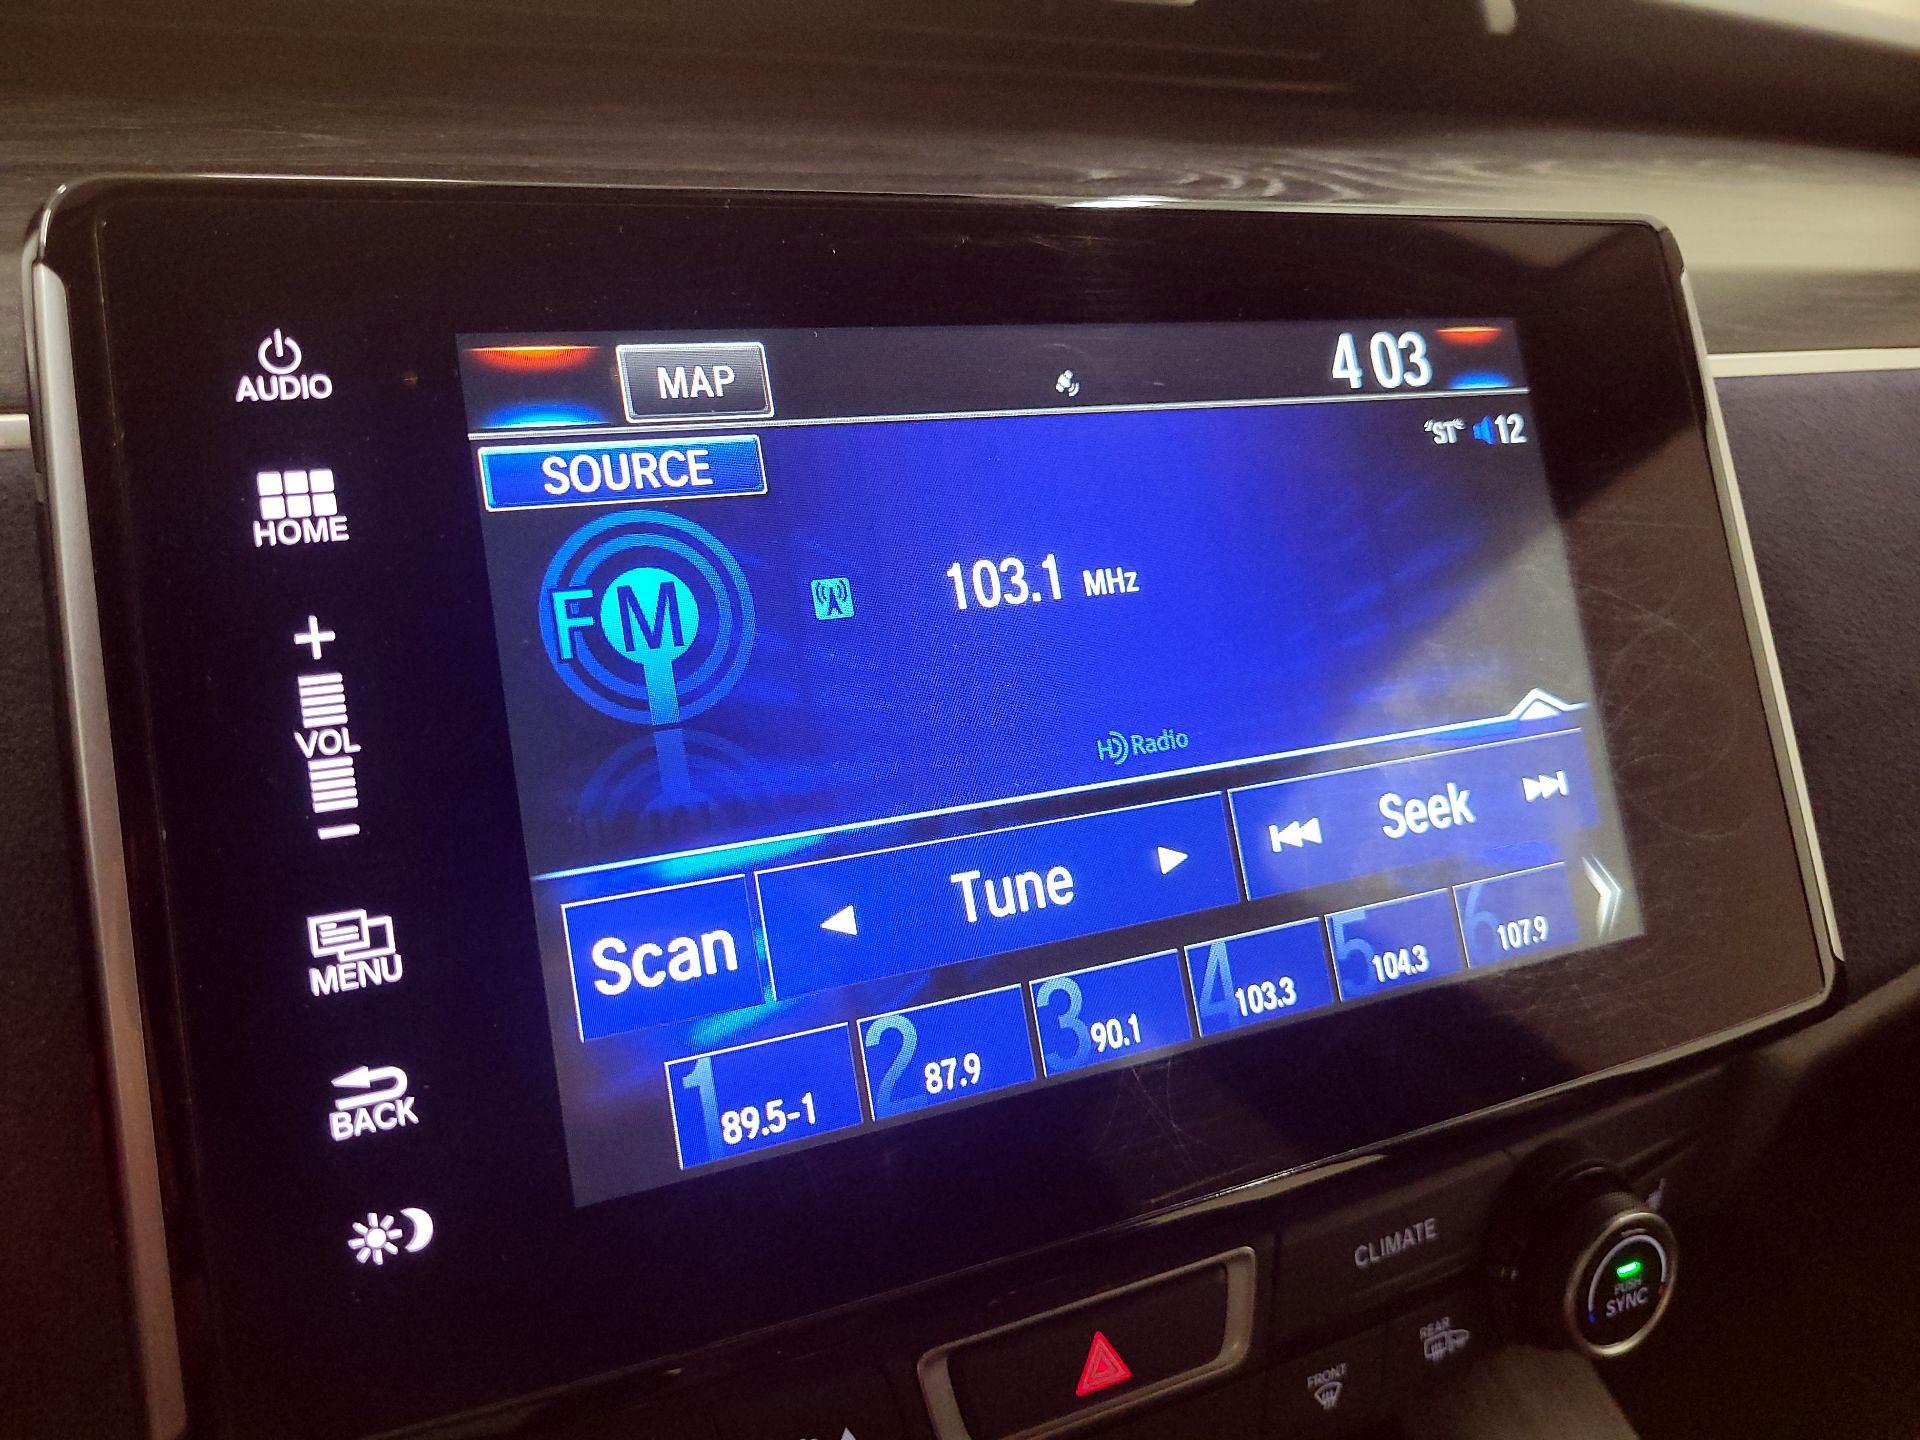 AUDIO
HOME
+
VOL
-
MENU
BACK
MAP
4 03
SOURCE
"ST" 12
FM
103.1 MHz
HD Radio
Scan
Tune
Seek
1 89.5-1
2 87.9
3 90.1
4 103.3
5 104.3
6 107.9
CLIMATE
PUSH
SYNC
REAR
FRONT